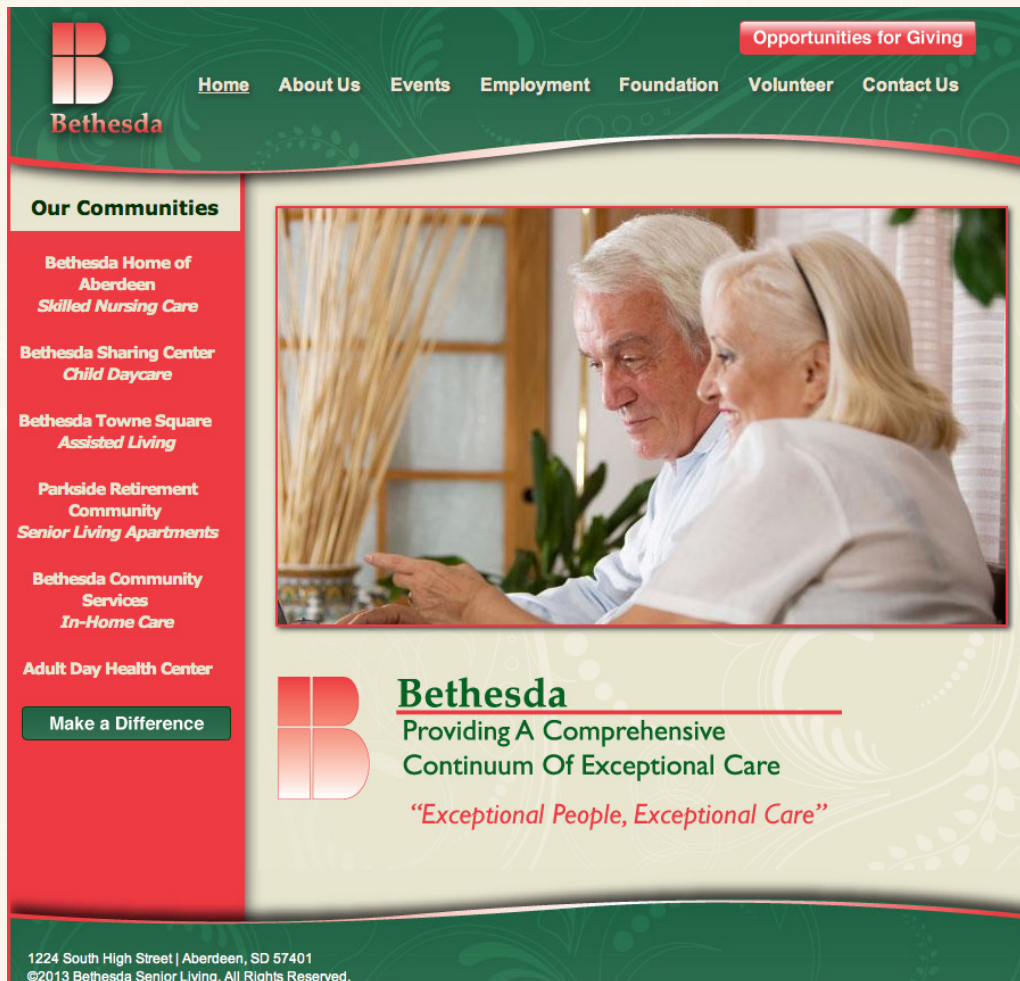 Opportunities for Giving
Bethesda
Home About Us Events Employment Foundation Volunteer Contact Us
Our Communities
Bethesda Home of
Aberdeen
Skilled Nursing Care
Bethesda Sharing Center
Child Daycare
Bethesda Towne Square
Assisted Living
Parkside Retirement
Community
Senior Living Apartments
Bethesda Community
Services
In-Home Care
Adult Day Health Center
Make a Difference
Bethesda
Providing A Comprehensive
Continuum Of Exceptional Care
“Exceptional People, Exceptional Care”
1224 South High Street | Aberdeen, SD 57401
©2013 Bethesda Senior Living. All Rights Reserved.